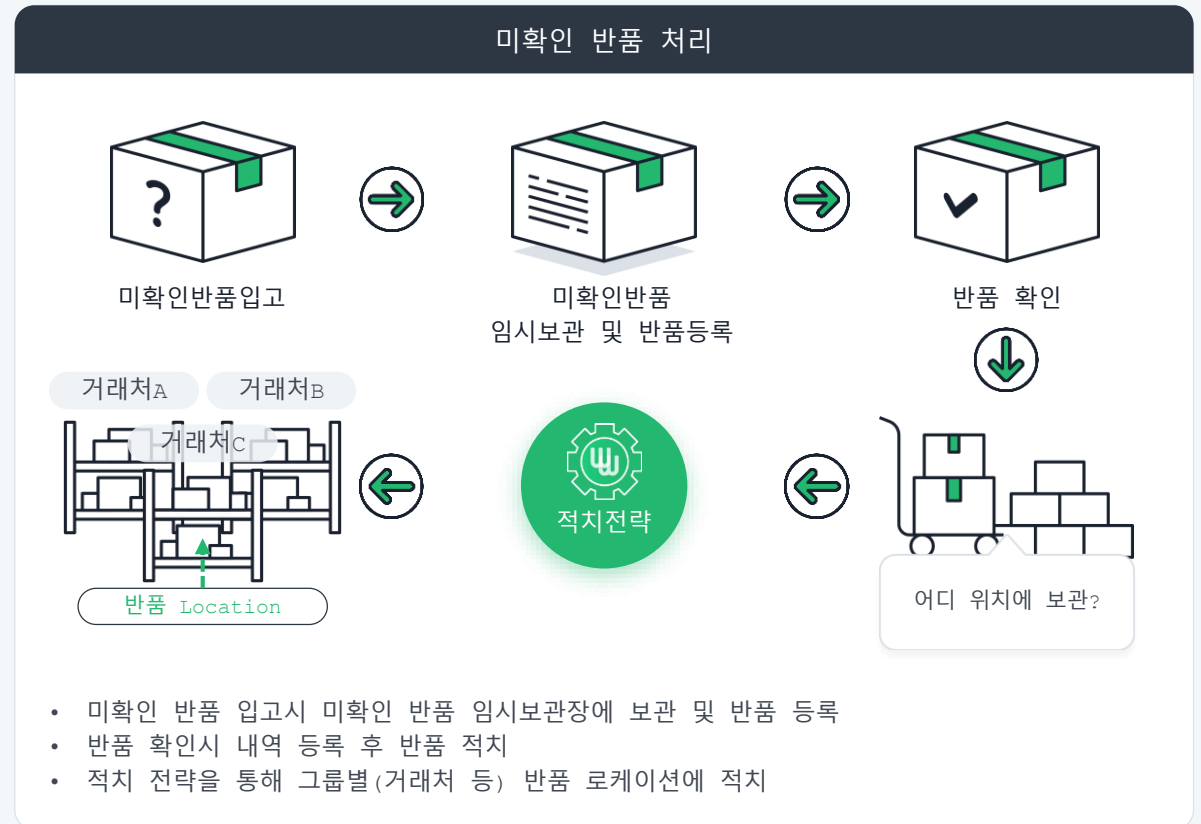 미확인 반품 처리
?
미확인반품입고
미확인반품
임시보관 및 반품등록
반품 확인
어디 위치에 보관?
적치전략
거래처A
거래처B
거래처C
반품 Location
• 미확인 반품 입고시 미확인 반품 임시보관장에 보관 및 반품 등록
• 반품 확인시 내역 등록 후 반품 적치
• 적치 전략을 통해 그룹별(거래처 등) 반품 로케이션에 적치